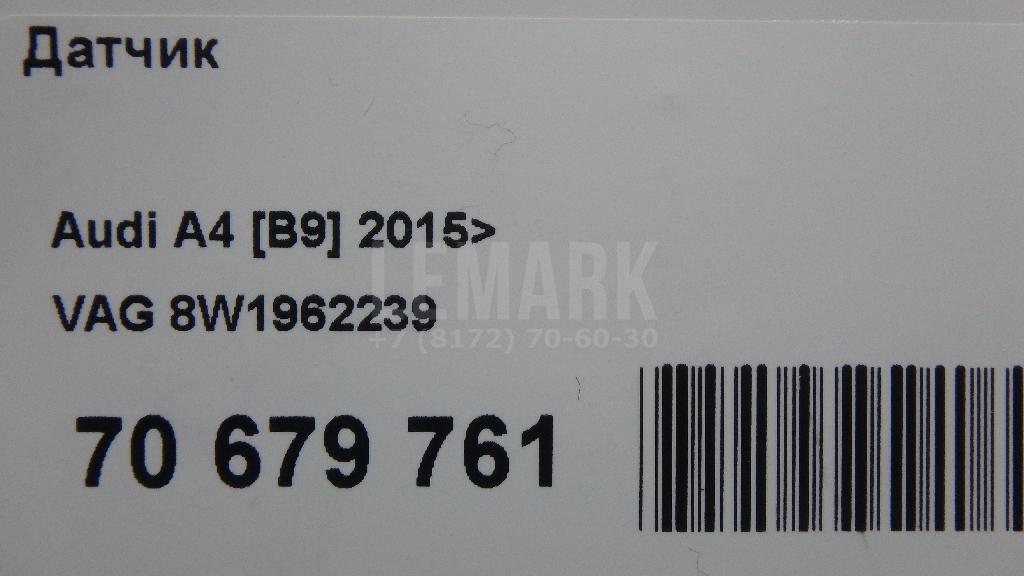 Датчик
Audi A4 [B9] 2015>
LEMARK
VAG 8W1962239
+7 (8172) 70-60-30
70 679 761